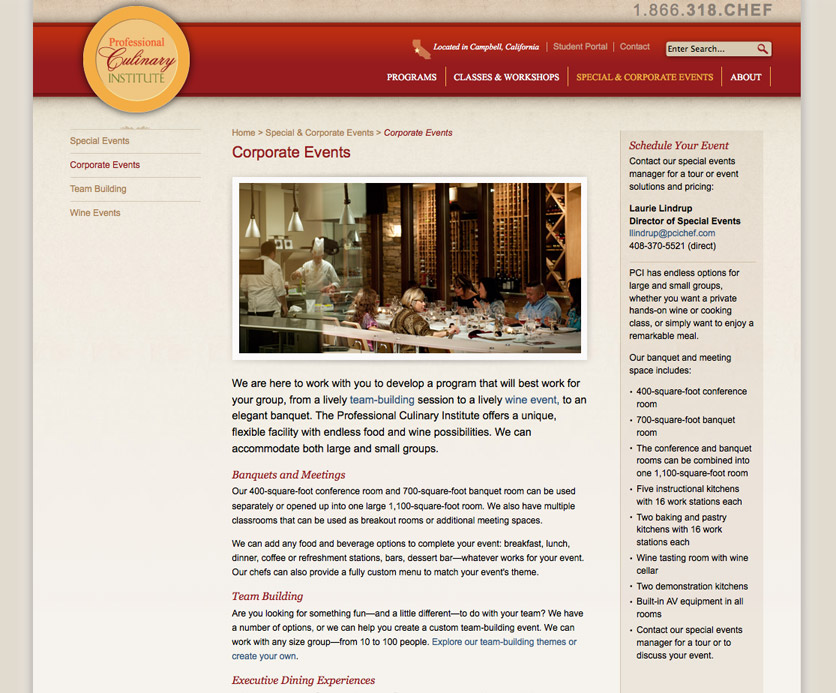 1.866.318.CHEF
Professional
Culinary
INSTITUTE
Located in Campbell, California
Student Portal
Contact
Enter Search...
PROGRAMS
CLASSES & WORKSHOPS
SPECIAL & CORPORATE EVENTS
ABOUT
Special Events
Corporate Events
Team Building
Wine Events
Home > Special & Corporate Events > Corporate Events
Corporate Events
We are here to work with you to develop a program that will best work for
your group, from a lively team-building session to a lively wine event, to an
elegant banquet. The Professional Culinary Institute offers a unique,
flexible facility with endless food and wine possibilities. We can
accommodate both large and small groups.
Banquets and Meetings
Our 400-square-foot conference room and 700-square-foot banquet room can be used
separately or opened up into one large 1,100-square-foot room. We also have multiple
classrooms that can be used as breakout rooms or additional meeting spaces.
We can add any food and beverage options to complete your event: breakfast, lunch,
dinner, coffee or refreshment stations, bars, dessert bar—whatever works for your event.
Our chefs can also provide a fully custom menu to match your event's theme.
Team Building
Are you looking for something fun—and a little different—to do with your team? We have
a number of options, or we can help you create a custom team-building event. We can
work with any size group—from 10 to 100 people. Explore our team-building themes or
create your own.
Executive Dining Experiences
Schedule Your Event
Contact our special events
manager for a tour or event
solutions and pricing:
Laurie Lindrup
Director of Special Events
llindrup@pcichef.com
408-370-5521 (direct)
PCI has endless options for
large and small groups,
whether you want a private
hands-on wine or cooking
class, or simply want to enjoy a
remarkable meal.
Our banquet and meeting
space includes:
• 400-square-foot conference
room
• 700-square-foot banquet
room
• The conference and banquet
rooms can be combined into
one 1,100-square-foot room
• Five instructional kitchens
with 16 work stations each
• Two baking and pastry
kitchens with 16 work
stations each
• Wine tasting room with wine
cellar
• Two demonstration kitchens
• Built-in AV equipment in all
rooms
• Contact our special events
manager for a tour or to
discuss your event.